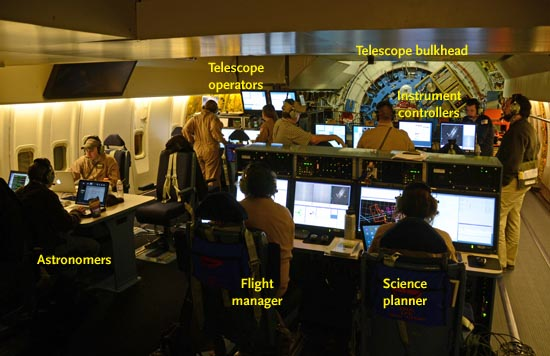 Telescope bulkhead
Telescope
operators
Instrument
controllers
Astronomers
Flight
manager
Science
planner